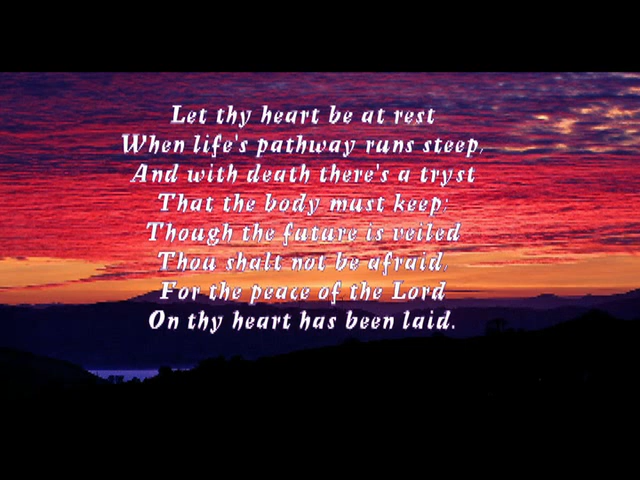 Let thy heart be at rest
When life's pathway runs steep,
And with death there's a tryst
That the body must keep;
Though the future is veiled
Thou shalt not be afraid,
For the peace of the Lord
On thy heart has been laid.